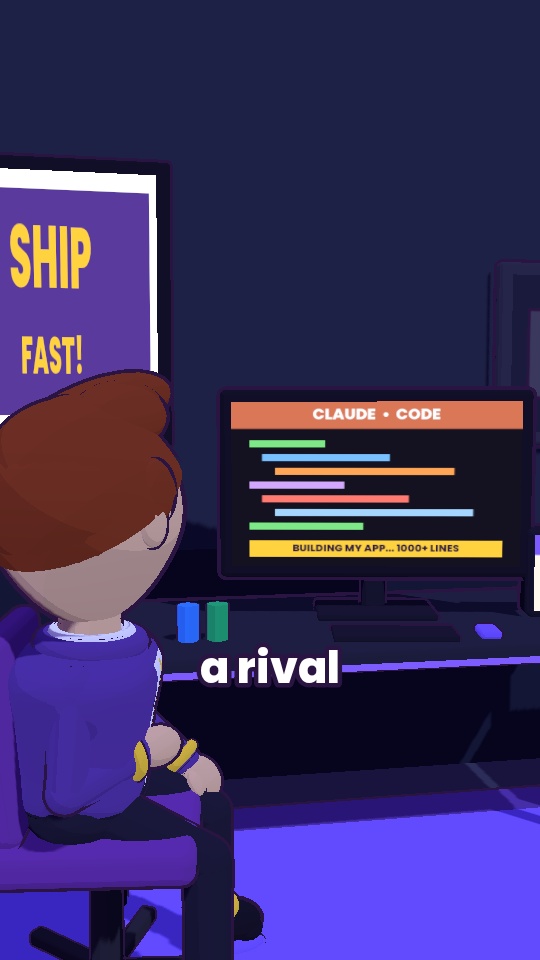 SHIP
FAST!
CLAUDE • CODE
BUILDING MY APP... 1000+ LINES
a rival